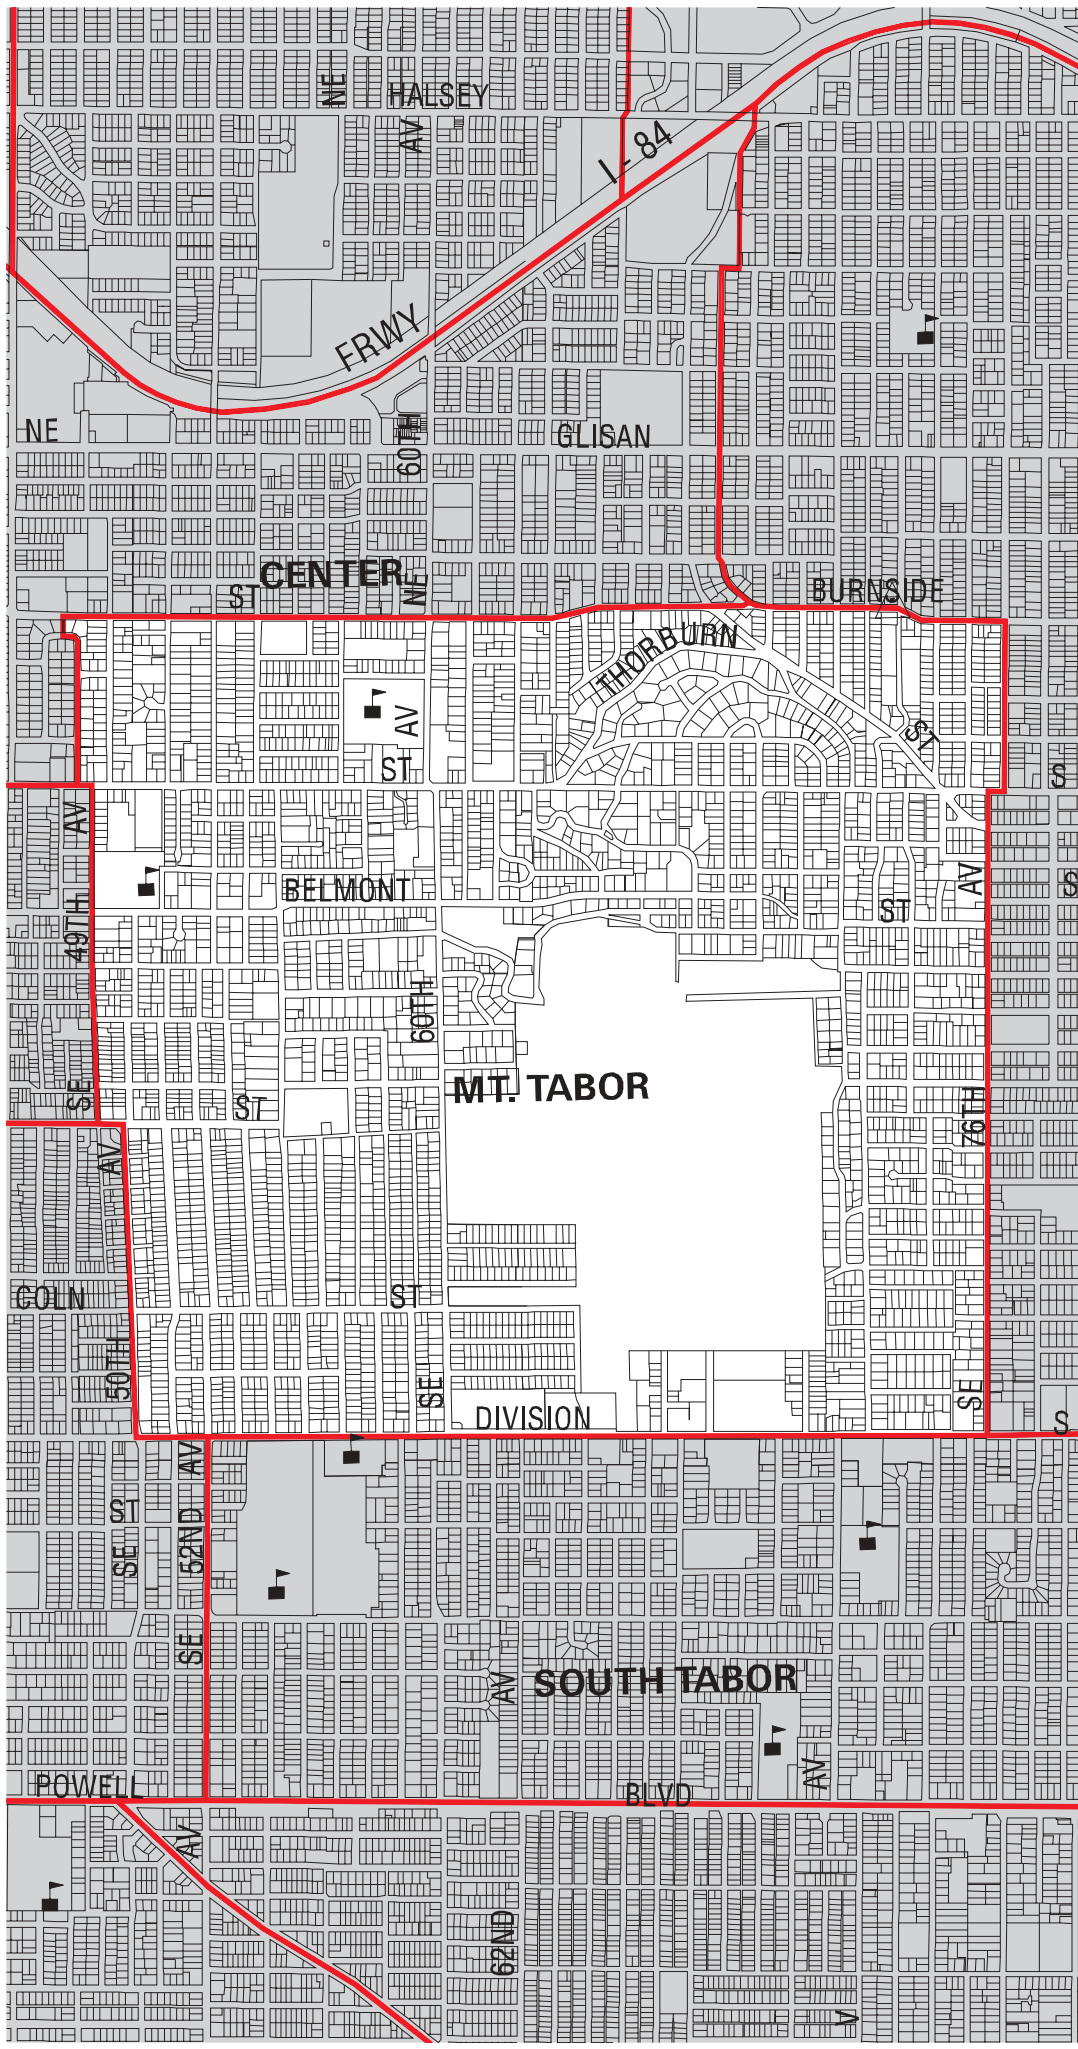 NE
HALSEY
AV
I - 84
FRWY
NE
60TH
GLISAN
CENTER
ST
NE
BURNSIDE
THORBURN
AV
ST
ST
S
AV
BELMONT
AV
S
ST
49TH
60TH
SE
ST
MT. TABOR
76TH
AV
COLN
ST
50TH
SE
SE
DIVISION
S
AV
ST
52ND
SE
SE
AV
SOUTH TABOR
AV
POWELL
BLVD
AV
62ND
V